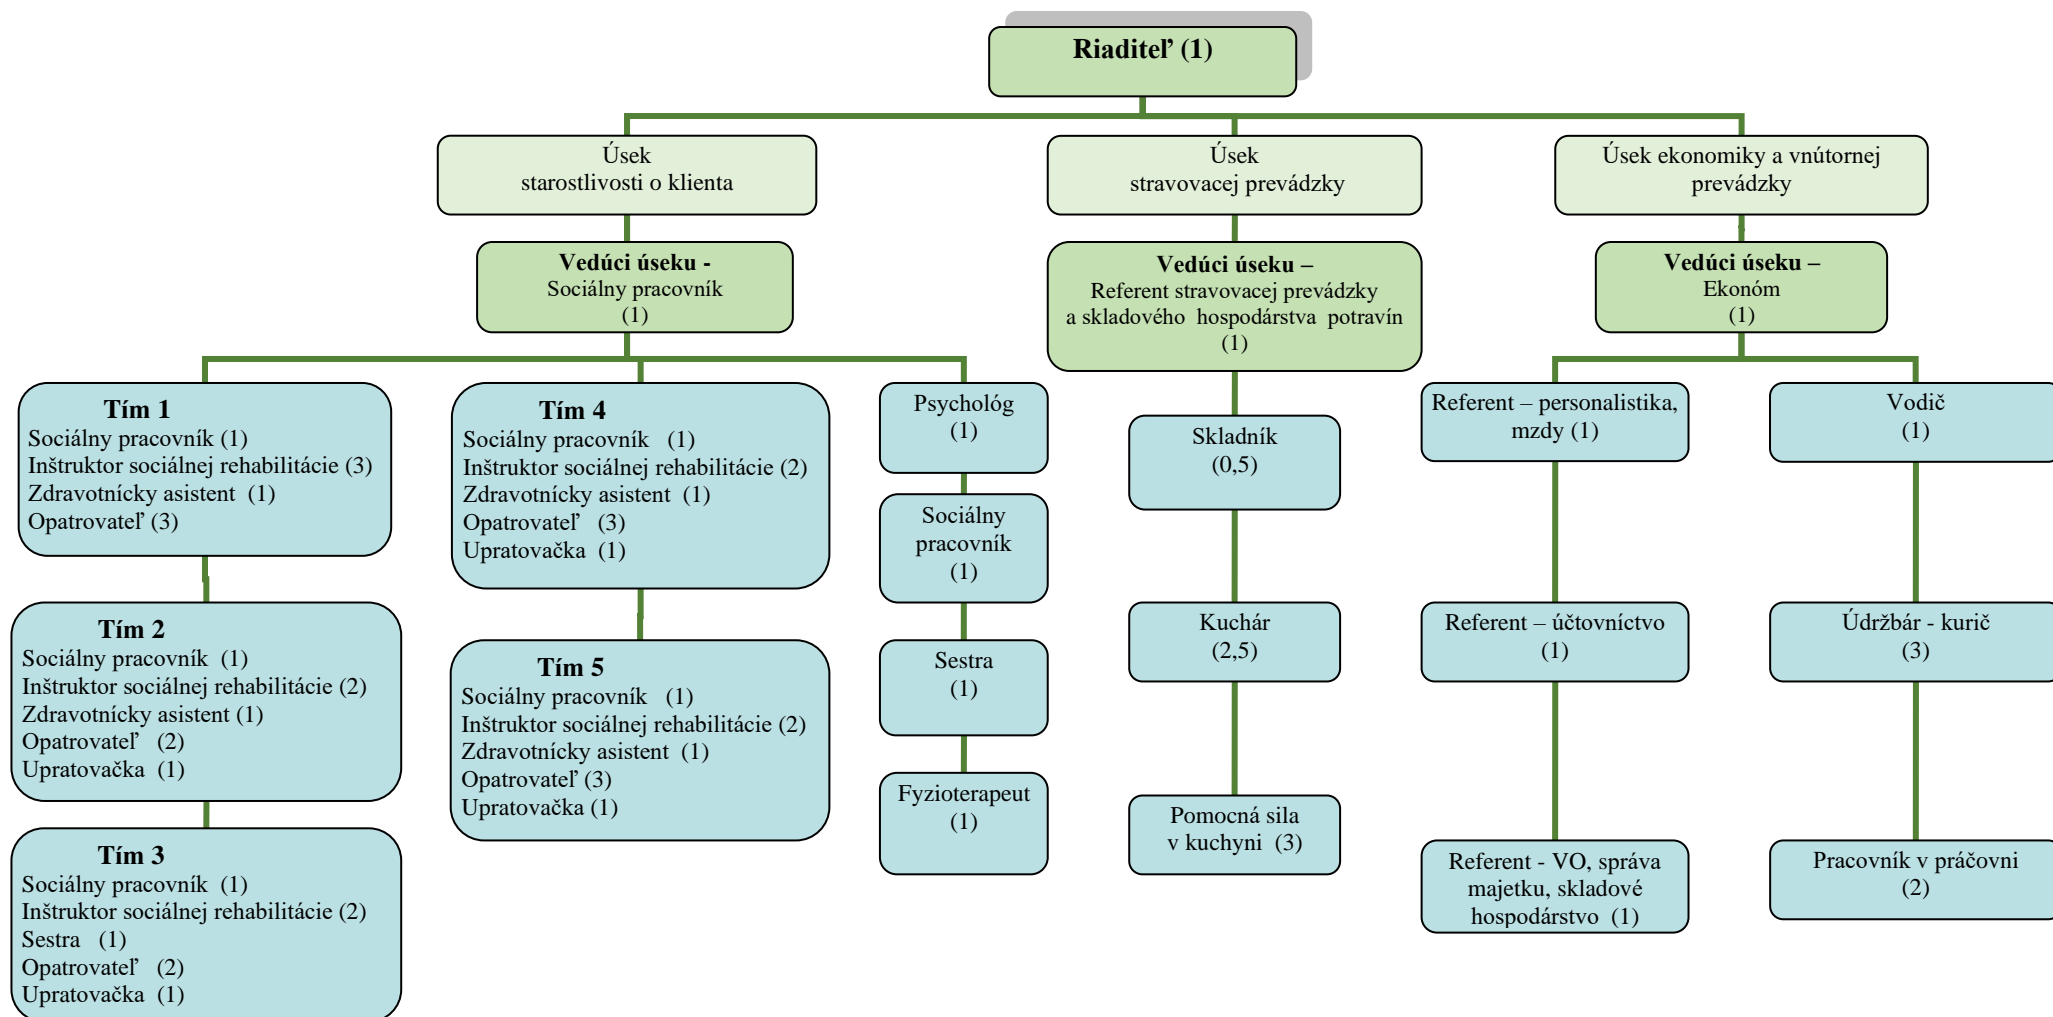 Riaditeľ (1)
Úsek
starostlivosti o klienta
Úsek
stravovacej prevádzky
Úsek ekonomiky a vnútornej
prevádzky
Vedúci úseku -
Sociálny pracovník
(1)
Vedúci úseku –
Referent stravovacej prevádzky
a skladového hospodárstva potravín
(1)
Vedúci úseku –
Ekonóm
(1)
Tím 1
Sociálny pracovník (1)
Inštruktor sociálnej rehabilitácie (3)
Zdravotnícky asistent (1)
Opatrovateľ (3)
Tím 2
Sociálny pracovník (1)
Inštruktor sociálnej rehabilitácie (2)
Zdravotnícky asistent (1)
Opatrovateľ (2)
Upratovačka (1)
Tím 3
Sociálny pracovník (1)
Inštruktor sociálnej rehabilitácie (2)
Sestra (1)
Opatrovateľ (2)
Upratovačka (1)
Tím 4
Sociálny pracovník (1)
Inštruktor sociálnej rehabilitácie (2)
Zdravotnícky asistent (1)
Opatrovateľ (3)
Upratovačka (1)
Tím 5
Sociálny pracovník (1)
Inštruktor sociálnej rehabilitácie (2)
Zdravotnícky asistent (1)
Opatrovateľ (3)
Upratovačka (1)
Psychológ
(1)
Sociálny
pracovník
(1)
Sestra
(1)
Fyzioterapeut
(1)
Skladník
(0,5)
Kuchár
(2,5)
Pomocná sila
v kuchyni (3)
Referent – personalistika,
mzdy (1)
Referent – účtovníctvo
(1)
Referent - VO, správa
majetku, skladové
hospodárstvo (1)
Vodič
(1)
Údržbár - kurič
(3)
Pracovník v práčovni
(2)